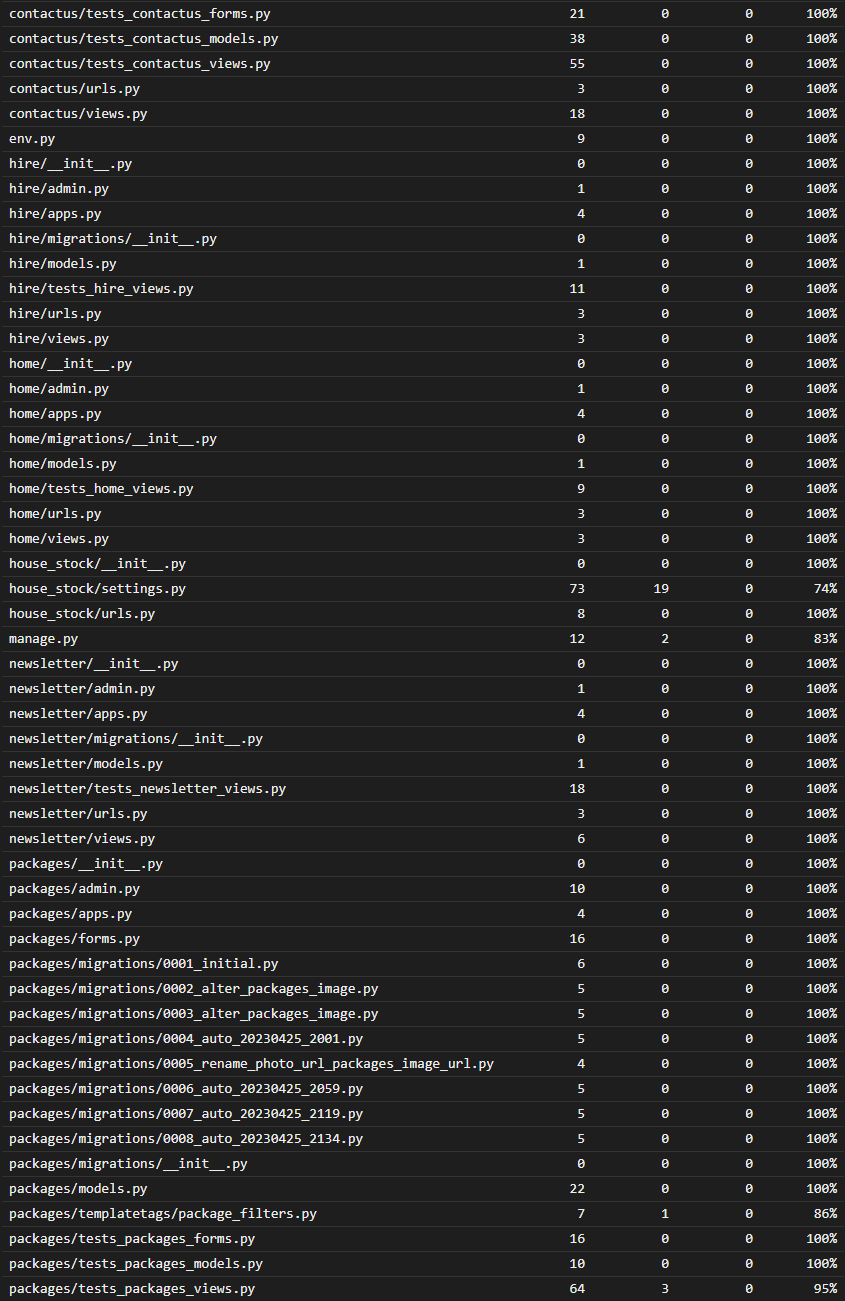 contactus/tests_contactus_forms.py 21 0 0 100%
contactus/tests_contactus_models.py 38 0 0 100%
contactus/tests_contactus_views.py 55 0 0 100%
contactus/urls.py 3 0 0 100%
contactus/views.py 18 0 0 100%
env.py 9 0 0 100%
hire/__init__.py 0 0 0 100%
hire/admin.py 1 0 0 100%
hire/apps.py 4 0 0 100%
hire/migrations/__init__.py 0 0 0 100%
hire/models.py 1 0 0 100%
hire/tests_hire_views.py 11 0 0 100%
hire/urls.py 3 0 0 100%
hire/views.py 3 0 0 100%
home/__init__.py 0 0 0 100%
home/admin.py 1 0 0 100%
home/apps.py 4 0 0 100%
home/migrations/__init__.py 0 0 0 100%
home/models.py 1 0 0 100%
home/tests_home_views.py 9 0 0 100%
home/urls.py 3 0 0 100%
home/views.py 3 0 0 100%
house_stock/__init__.py 0 0 0 100%
house_stock/settings.py 73 19 0 74%
house_stock/urls.py 8 0 0 100%
manage.py 12 2 0 83%
newsletter/__init__.py 0 0 0 100%
newsletter/admin.py 1 0 0 100%
newsletter/apps.py 4 0 0 100%
newsletter/migrations/__init__.py 0 0 0 100%
newsletter/models.py 1 0 0 100%
newsletter/tests_newsletter_views.py 18 0 0 100%
newsletter/urls.py 3 0 0 100%
newsletter/views.py 6 0 0 100%
packages/__init__.py 0 0 0 100%
packages/admin.py 10 0 0 100%
packages/apps.py 4 0 0 100%
packages/forms.py 16 0 0 100%
packages/migrations/0001_initial.py 6 0 0 100%
packages/migrations/0002_alter_packages_image.py 5 0 0 100%
packages/migrations/0003_alter_packages_image.py 5 0 0 100%
packages/migrations/0004_auto_20230425_2001.py 5 0 0 100%
packages/migrations/0005_rename_photo_url_packages_image_url.py 4 0 0 100%
packages/migrations/0006_auto_20230425_2059.py 5 0 0 100%
packages/migrations/0007_auto_20230425_2119.py 5 0 0 100%
packages/migrations/0008_auto_20230425_2134.py 5 0 0 100%
packages/migrations/__init__.py 0 0 0 100%
packages/models.py 22 0 0 100%
packages/templatetags/package_filters.py 7 1 0 86%
packages/tests_packages_forms.py 16 0 0 100%
packages/tests_packages_models.py 10 0 0 100%
packages/tests_packages_views.py 64 3 0 95%